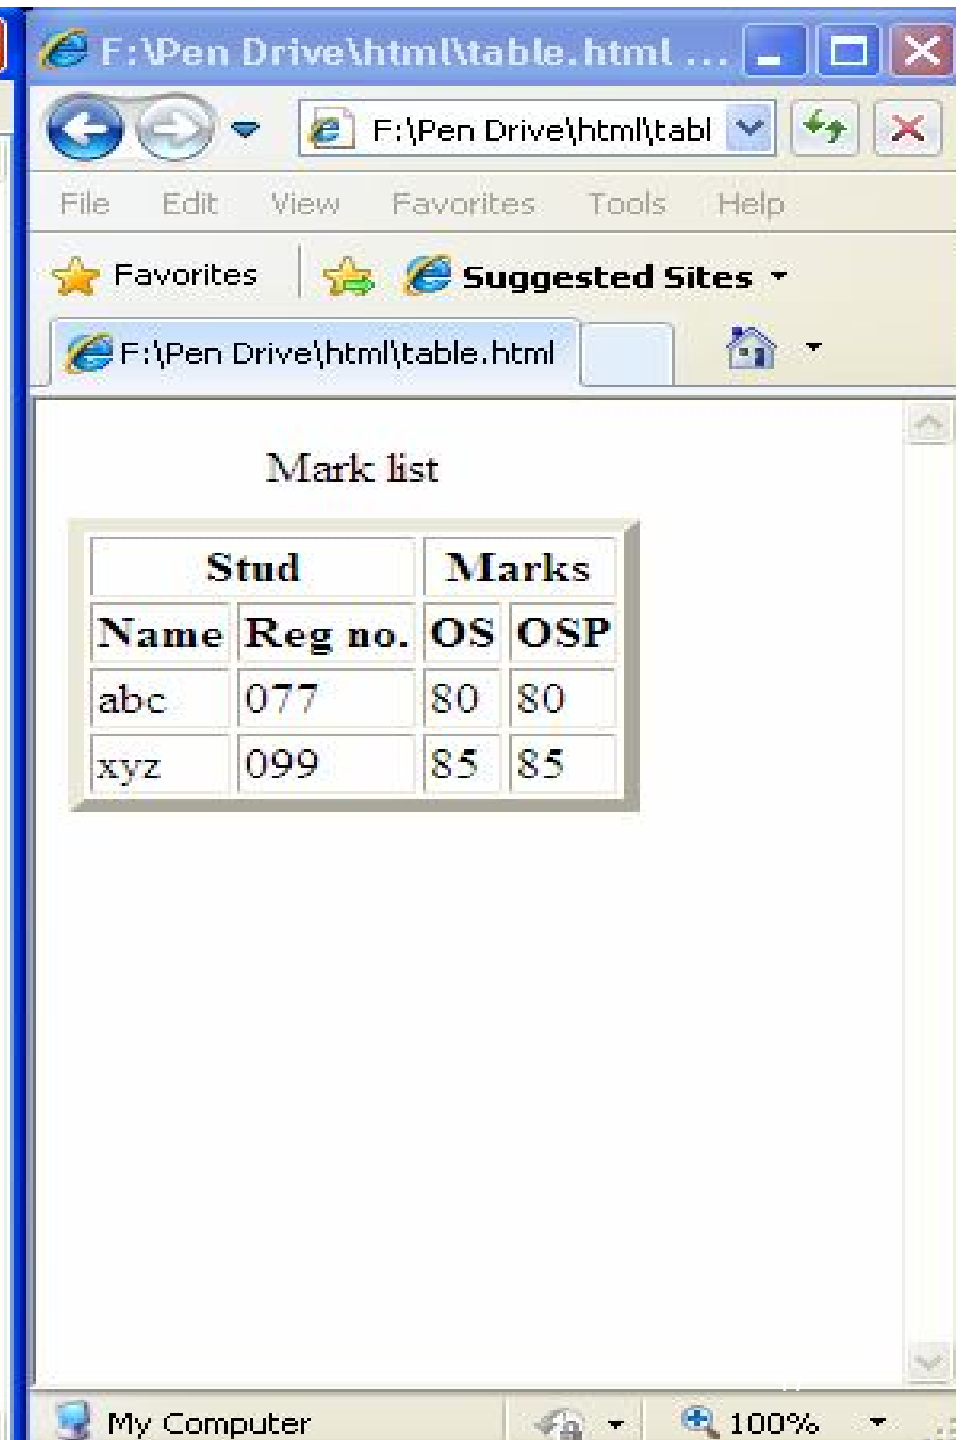 F:\Pen Drive\html\table.html ...
F:\Pen Drive\html\tabl
File Edit View Favorites Tools Help
Favorites Suggested Sites
F:\Pen Drive\html\table.html
Mark list
Stud Marks
Name Reg no. OS OSP
abc 077 80 80
xyz 099 85 85
My Computer 100%